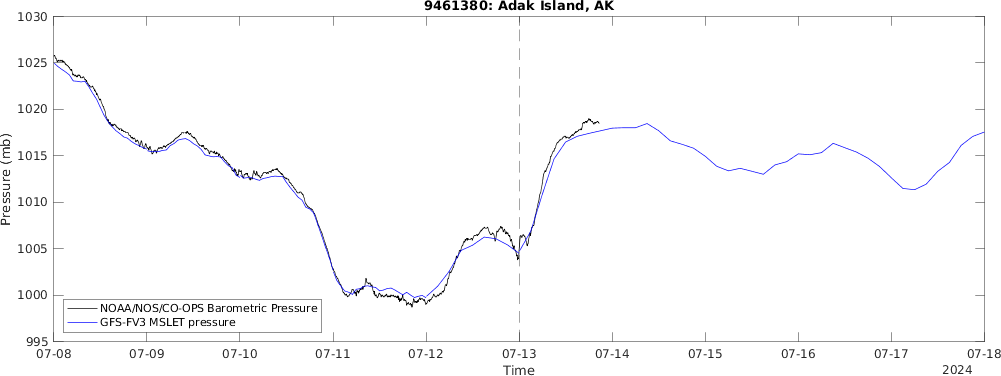 9461380: Adak Island, AK
1030
1025
1020
1015
1010
1005
1000
995
Pressure (mb)
NOAA/NOS/CO-OPS Barometric Pressure
GFS-FV3 MSLET pressure
07-08 07-09 07-10 07-11 07-12 07-13 07-14 07-15 07-16 07-17 07-18
Time
2024